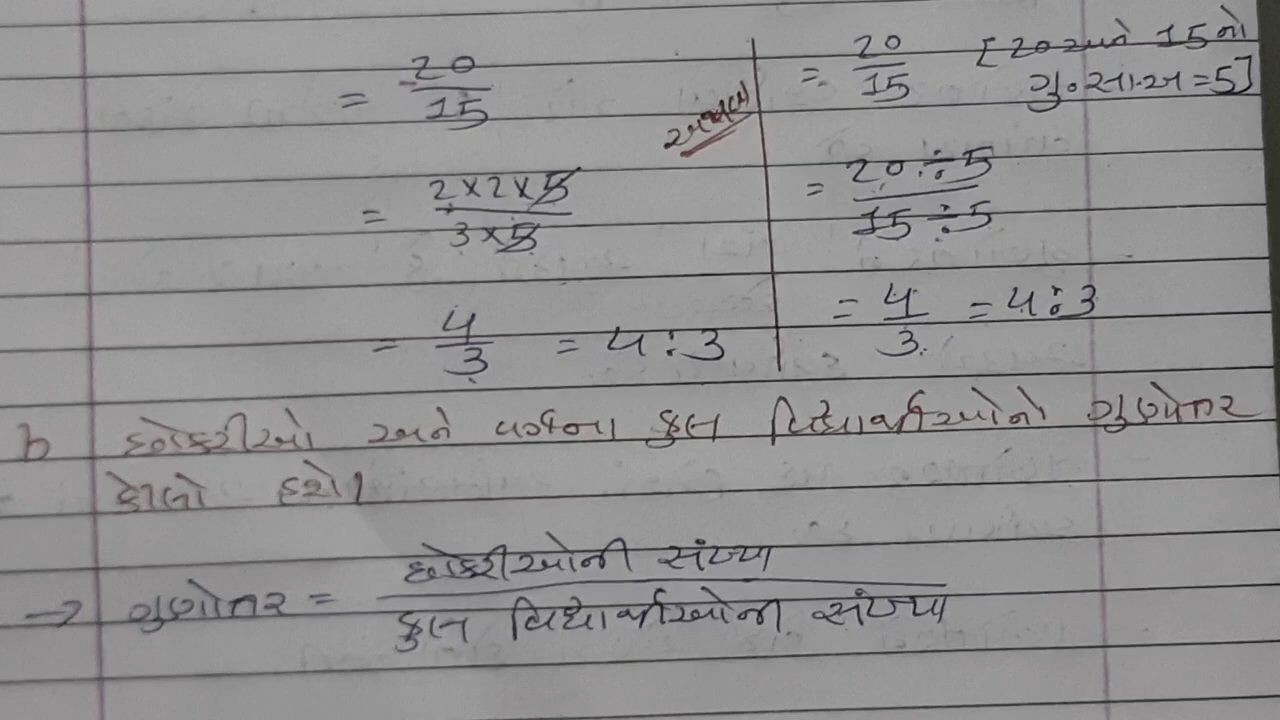 = 20/15
= 2×2×5/3×5
= 4/3 = 4:3
અથવા
= 20/15 [20 અને 15 નો
ગુ.સા.અ = 5]
= 20÷5/15÷5
= 4/3 = 4:3
b છોકરીઓ અને વર્ગના કુલ વિદ્યાર્થીઓનો ગુણોત્તર
કેટલો હશે।
→ ગુણોત્તર = છોકરીઓની સંખ્યા/કુલ વિદ્યાર્થીઓની સંખ્યા